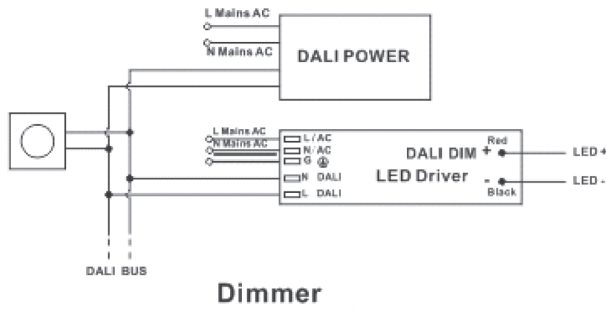 L Mains AC
N Mains AC
DALI POWER
L Mains AC
N Mains AC
L/AC
N/AC
G
N DALI
L DALI
DALI DIM
LED Driver
Red
+
-
Black
LED +
LED -
DALI BUS
Dimmer